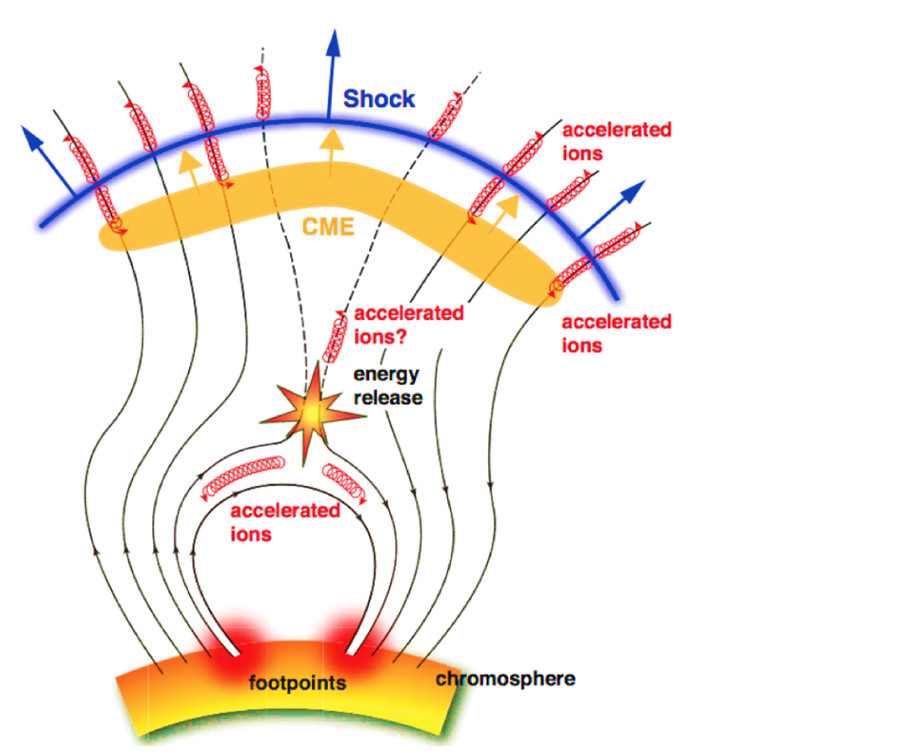 Shock
accelerated
ions
CME
accelerated
ions?
accelerated
ions
energy
release
accelerated
ions
footpoints
chromosphere